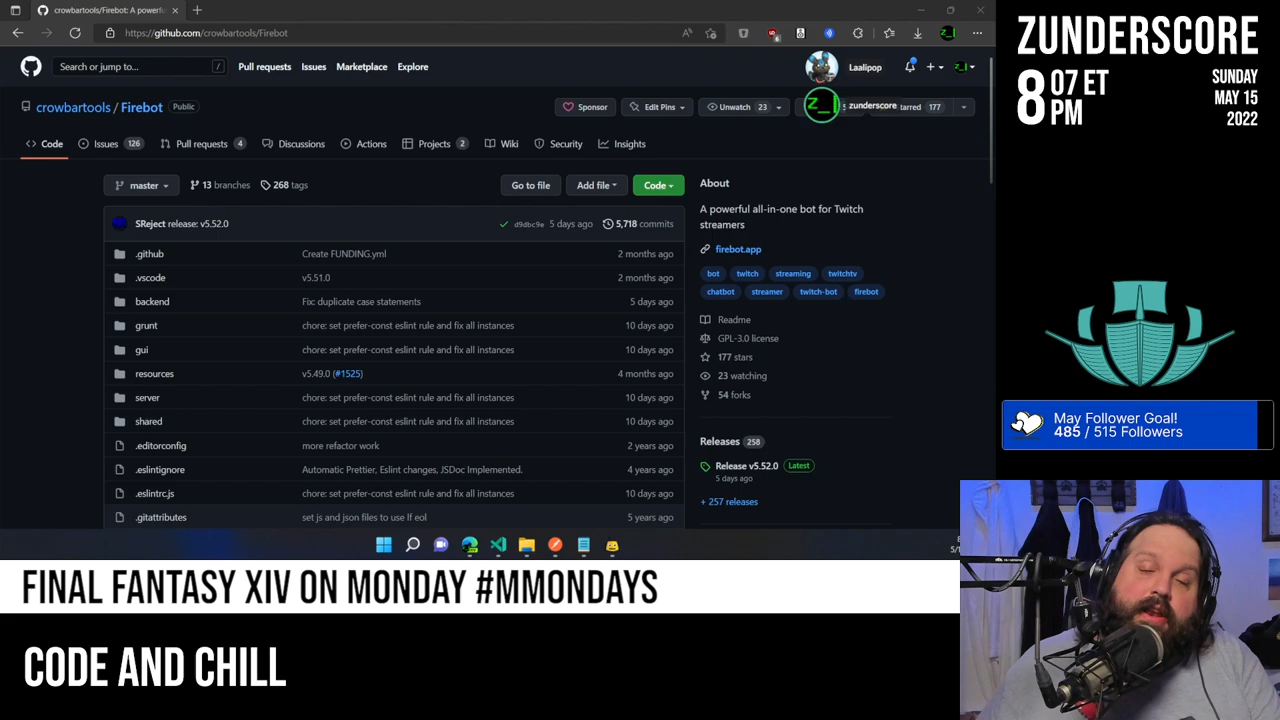 crowbartools/Firebot: A powerful
https://github.com/crowbartools/Firebot
6
Search or jump to...
/
Pull requests
Issues
Marketplace
Explore
Laalipop
crowbartools / Firebot
Public
Sponsor
Edit Pins
Unwatch 23
zunderscore
arred 177
Code
Issues 126
Pull requests 4
Discussions
Actions
Projects 2
Wiki
Security
Insights
master
13 branches
268 tags
Go to file
Add file
Code
SReject release: v5.52.0
d9dbc9e 5 days ago
5,718 commits
.github Create FUNDING.yml 2 months ago
.vscode v5.51.0 2 months ago
backend Fix: duplicate case statements 5 days ago
grunt chore: set prefer-const eslint rule and fix all instances 10 days ago
gui chore: set prefer-const eslint rule and fix all instances 10 days ago
resources v5.49.0 (#1525) 4 months ago
server chore: set prefer-const eslint rule and fix all instances 10 days ago
shared chore: set prefer-const eslint rule and fix all instances 10 days ago
.editorconfig more refactor work 2 years ago
.eslintignore Automatic Prettier, Eslint changes, JSDoc Implemented. 4 years ago
.eslintrc.js chore: set prefer-const eslint rule and fix all instances 10 days ago
.gitattributes set js and json files to use lf eol 5 years ago
About
A powerful all-in-one bot for Twitch
streamers
firebot.app
bot twitch streaming twitchtv
chatbot streamer twitch-bot firebot
Readme
GPL-3.0 license
177 stars
23 watching
54 forks
Releases 258
Release v5.52.0 Latest
5 days ago
+ 257 releases
ZUNDERSCORE
8 07 ET
PM
SUNDAY
MAY 15
2022
May Follower Goal!
485 / 515 Followers
FINAL FANTASY XIV ON MONDAY #MMONDAYS
CODE AND CHILL